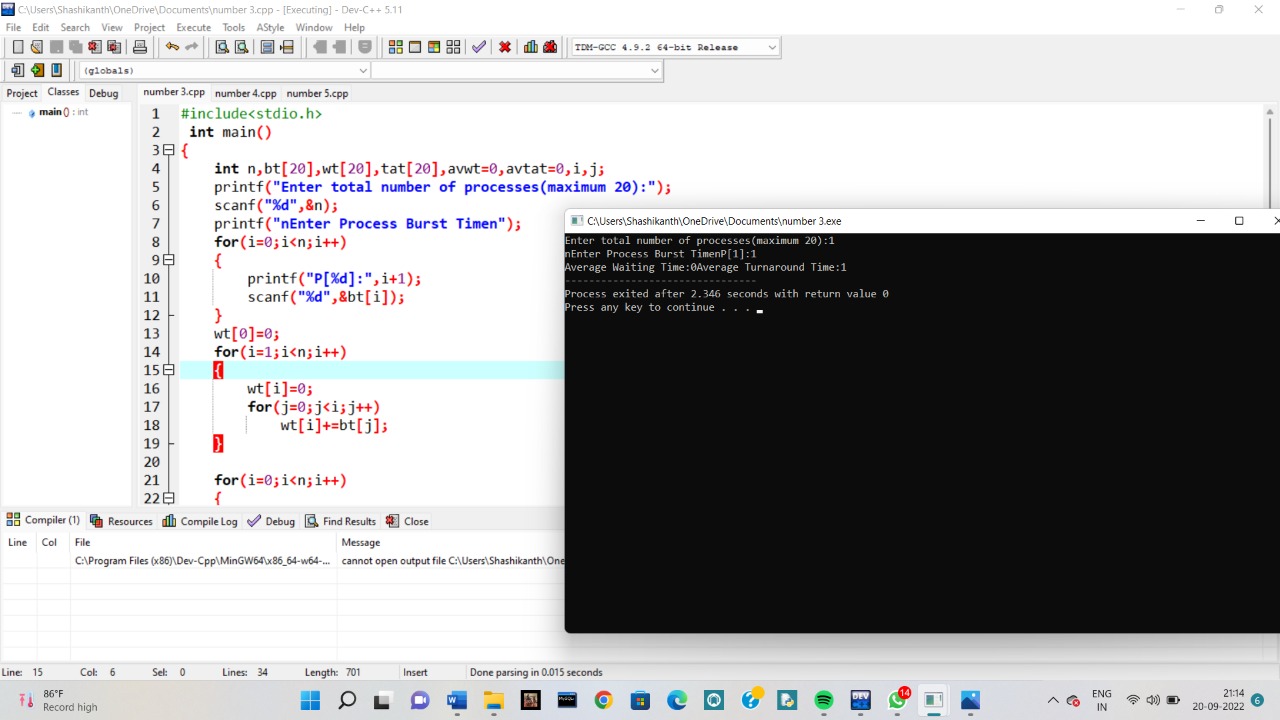 C:\Users\Shashikanth\OneDrive\Documents\number 3.cpp - [Executing] - Dev-C++ 5.11
File Edit Search View Project Execute Tools AStyle Window Help
TDM-GCC 4.9.2 64-bit Release
(globals)
Project Classes Debug
number 3.cpp number 4.cpp number 5.cpp
main() : int
1 #include<stdio.h>
2 int main()
3 {
4 int n,bt[20],wt[20],tat[20],avwt=0,avtat=0,i,j;
5 printf("Enter total number of processes(maximum 20):");
6 scanf("%d",&n);
7 printf("nEnter Process Burst Timen");
8 for(i=0;i<n;i++)
9 {
10 printf("P[%d]:",i+1);
11 scanf("%d",&bt[i]);
12 }
13 wt[0]=0;
14 for(i=1;i<n;i++)
15 {
16 wt[i]=0;
17 for(j=0;j<i;j++)
18 wt[i]+=bt[j];
19 }
20
21 for(i=0;i<n;i++)
22 {
C:\Users\Shashikanth\OneDrive\Documents\number 3.exe
Enter total number of processes(maximum 20):1
nEnter Process Burst TimenP[1]:1
Average Waiting Time:0Average Turnaround Time:1
--------------------------------
Process exited after 2.346 seconds with return value 0
Press any key to continue . . .
Compiler (1) Resources Compile Log Debug Find Results Close
Line Col File Message
C:\Program Files (x86)\Dev-Cpp\MinGW64\x86_64-w64-... cannot open output file C:\Users\Shashikanth\One
Line: 15 Col: 6 Sel: 0 Lines: 34 Length: 701 Insert Done parsing in 0.015 seconds
86°F
Record high
DEV
C++
14
ENG
IN
1:14
20-09-2022
6